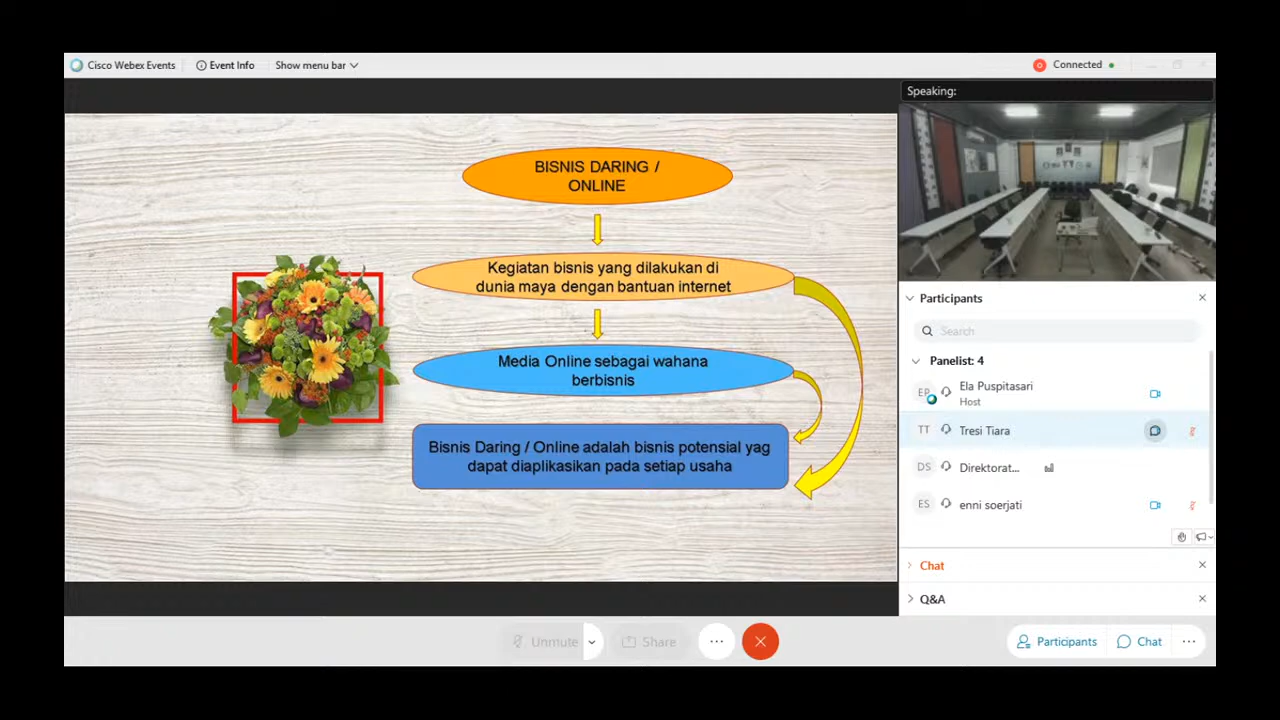 Cisco Webex Events
Event Info
Show menu bar
Connected
Speaking:
BISNIS DARING /
ONLINE
Kegiatan bisnis yang dilakukan di
dunia maya dengan bantuan internet
Media Online sebagai wahana
berbisnis
Bisnis Daring / Online adalah bisnis potensial yag
dapat diaplikasikan pada setiap usaha
Participants
Search
Panelist: 4
EP
Ela Puspitasari
Host
TT
Tresi Tiara
DS
Direktorat...
ES
enni soerjati
Chat
Q&A
Unmute
Share
Participants
Chat